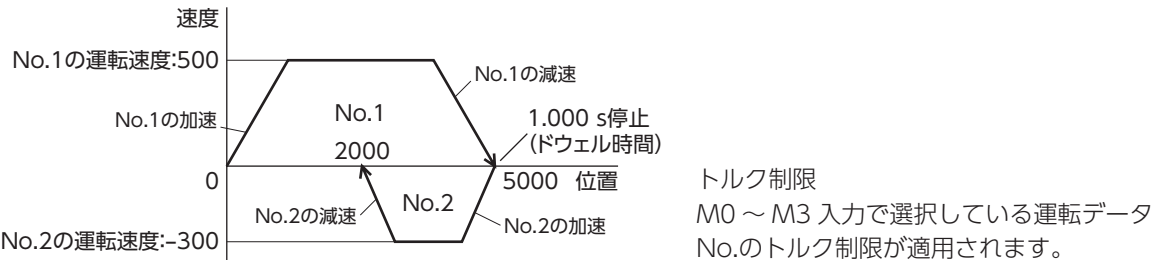 速度
No.1の運転速度:500
No.1の減速
No.1の加速
No.1
1.000 s停止
(ドウェル時間)
2000
0
5000 位置
No.2の減速
No.2
No.2の加速
No.2の運転速度:–300
トルク制限
M0 ~ M3 入力で選択している運転データ
No.のトルク制限が適用されます。